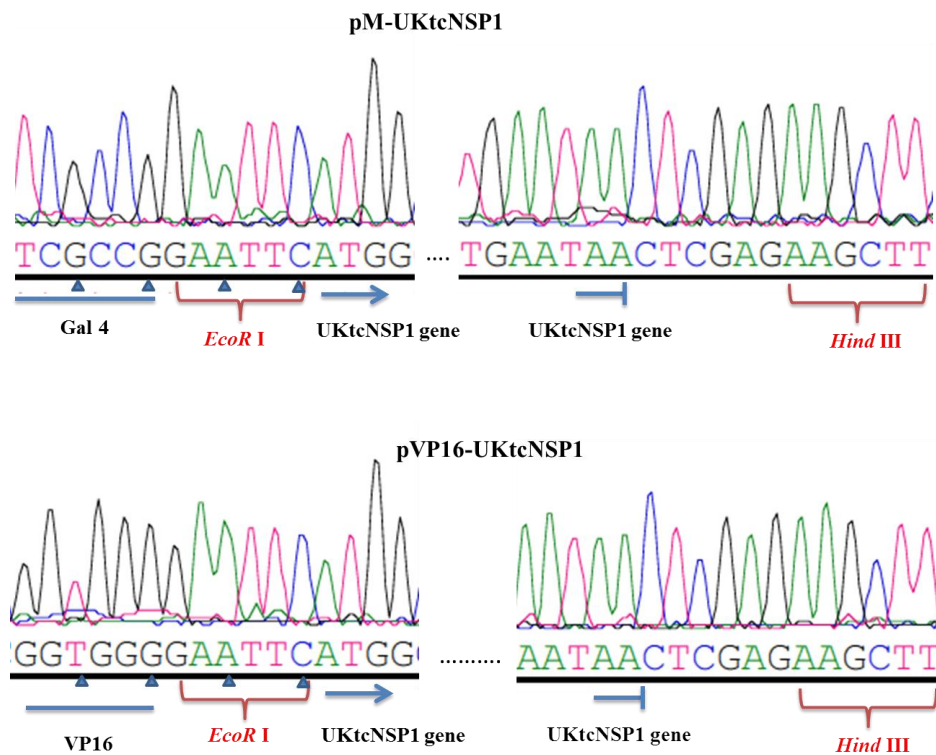 pM-UKtcNSP1
TCGCCGGAATTCATGG .... TGAATAACTCGAGAAGCTT
Gal 4 EcoR I UKtcNSP1 gene UKtcNSP1 gene Hind III
pVP16-UKtcNSP1
GGTGGGGAATTCATGG .......... AATAACTCGAGAAGCTT
VP16 EcoR I UKtcNSP1 gene UKtcNSP1 gene Hind III